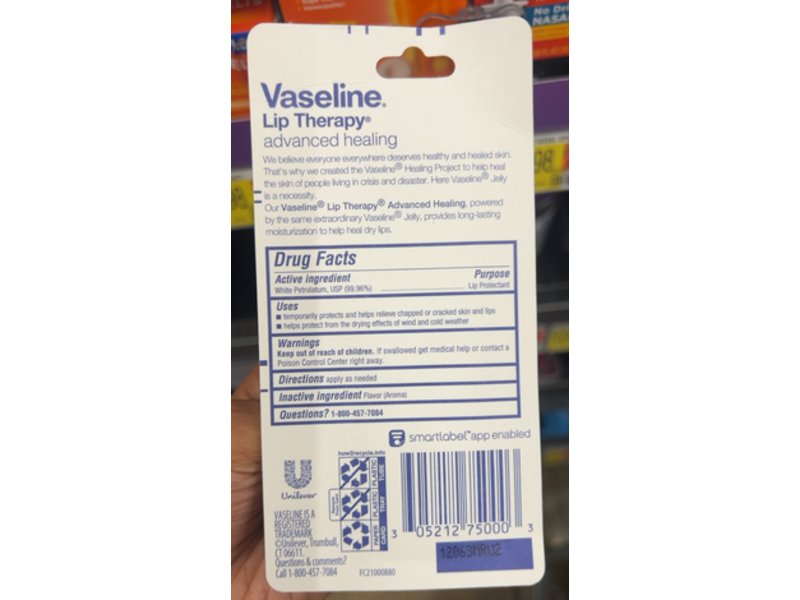 No Dr
NASA
Vaseline.
Lip Therapy®
advanced healing
We believe everyone everywhere deserves healthy and healed skin.
That's why we created the Vaseline® Healing Project to help heal
the skin of people living in crisis and disaster. Here Vaseline® Jelly
is a necessity.
Our Vaseline® Lip Therapy® Advanced Healing, powered
by the same extraordinary Vaseline® Jelly, provides long-lasting
moisturization to help heal dry lips.
98
Drug Facts
Active ingredient Purpose
White Petrolatum, USP (99.96%) Lip Protectant
Uses
■ temporarily protects and helps relieve chapped or cracked skin and lips
■ helps protect from the drying effects of wind and cold weather
Warnings
Keep out of reach of children. If swallowed get medical help or contact a
Poison Control Center right away.
Directions apply as needed
Inactive ingredient Flavor (Aroma)
Questions? 1-800-457-7084
smartlabel™ app enabled
how2recycle.info
PLASTIC TUBE
PLASTIC TRAY
PAPER CARD
Unilever
VASELINE IS A
REGISTERED
TRADEMARK
©Unilever, Trumbull,
CT 06611.
Questions & comments?
Call 1-800-457-7084
FC21000880
3 05212 75000 3
12063MRU2